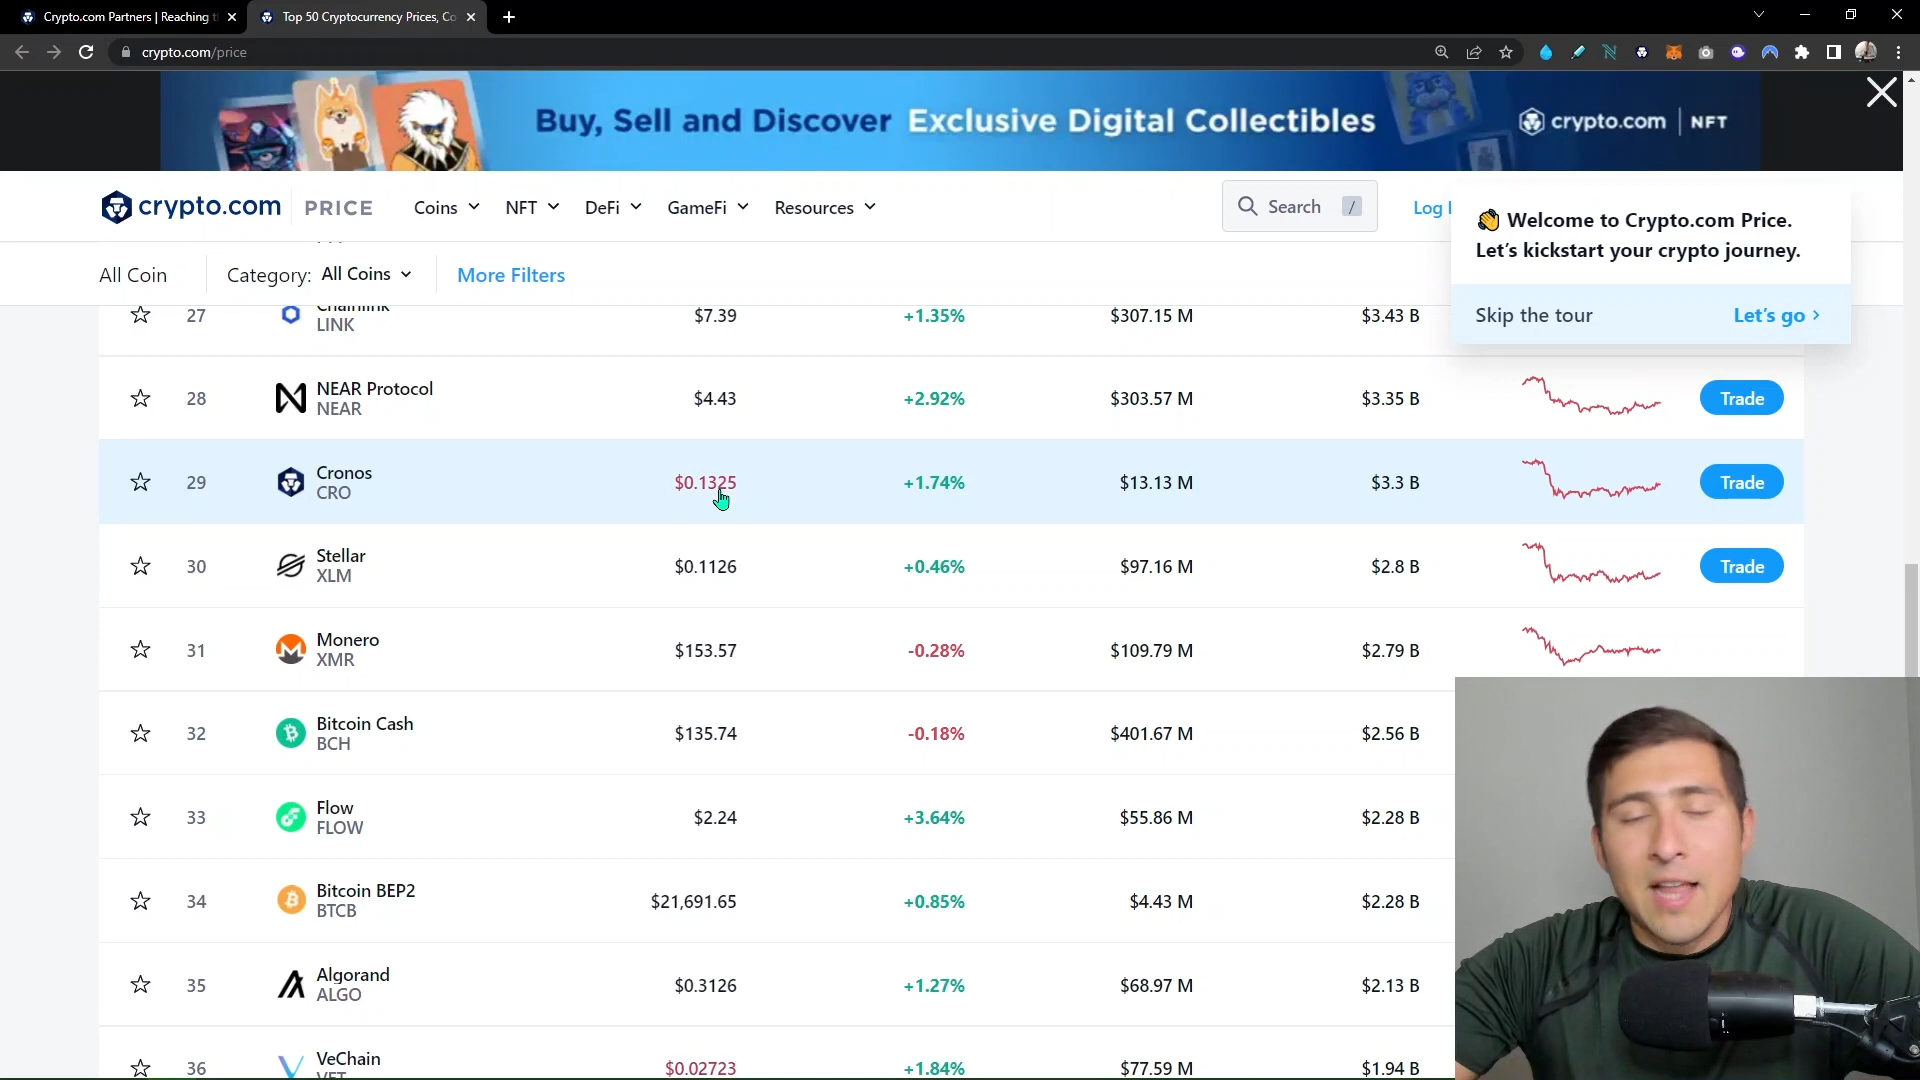 Crypto.com Partners | Reaching t
Top 50 Cryptocurrency Prices, Co
crypto.com/price
Buy, Sell and Discover Exclusive Digital Collectibles
crypto.com | NFT
crypto.com PRICE Coins NFT DeFi GameFi Resources Search / Log I
👋 Welcome to Crypto.com Price.
Let's kickstart your crypto journey.
Skip the tour Let's go >
All Coin Category: All Coins More Filters
27 Chainlink LINK $7.39 +1.35% $307.15 M $3.43 B
28 NEAR Protocol NEAR $4.43 +2.92% $303.57 M $3.35 B Trade
29 Cronos CRO $0.1325 +1.74% $13.13 M $3.3 B Trade
30 Stellar XLM $0.1126 +0.46% $97.16 M $2.8 B Trade
31 Monero XMR $153.57 -0.28% $109.79 M $2.79 B
32 Bitcoin Cash BCH $135.74 -0.18% $401.67 M $2.56 B
33 Flow FLOW $2.24 +3.64% $55.86 M $2.28 B
34 Bitcoin BEP2 BTCB $21,691.65 +0.85% $4.43 M $2.28 B
35 Algorand ALGO $0.3126 +1.27% $68.97 M $2.13 B
36 VeChain VET $0.02723 +1.84% $77.59 M $1.94 B